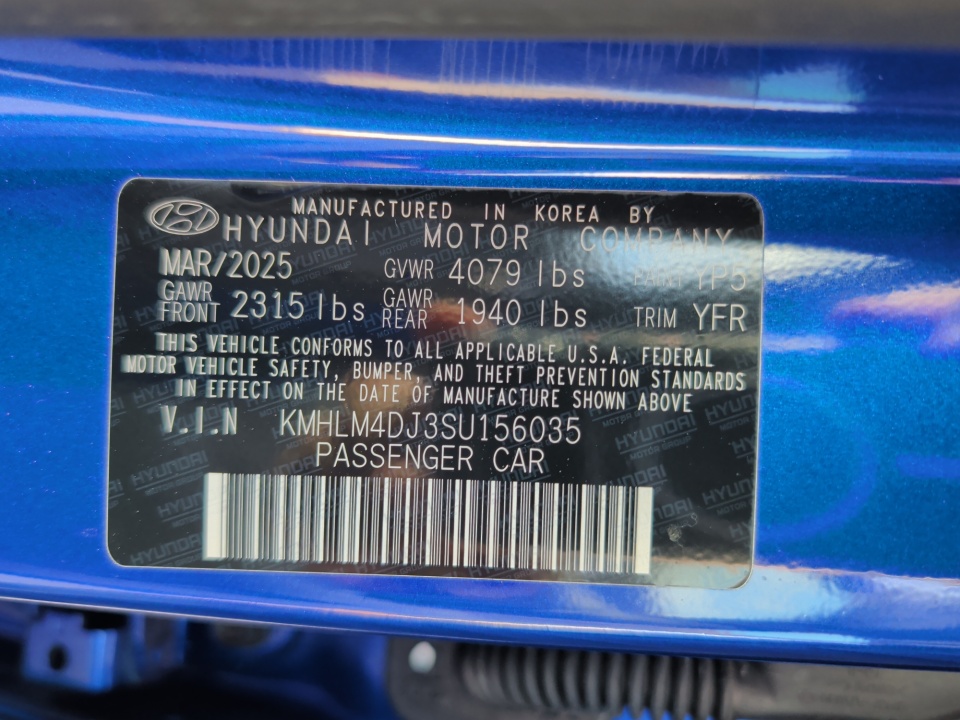 MANUFACTURED IN KOREA BY
HYUNDAI MOTOR COMPANY
MAR/2025 GVWR 4079 lbs PAINT YP5
GAWR FRONT 2315 lbs GAWR REAR 1940 lbs TRIM YFR
THIS VEHICLE CONFORMS TO ALL APPLICABLE U.S.A. FEDERAL
MOTOR VEHICLE SAFETY, BUMPER, AND THEFT PREVENTION STANDARDS
IN EFFECT ON THE DATE OF MANUFACTURE SHOWN ABOVE
V.I.N KMHLM4DJ3SU156035
PASSENGER CAR